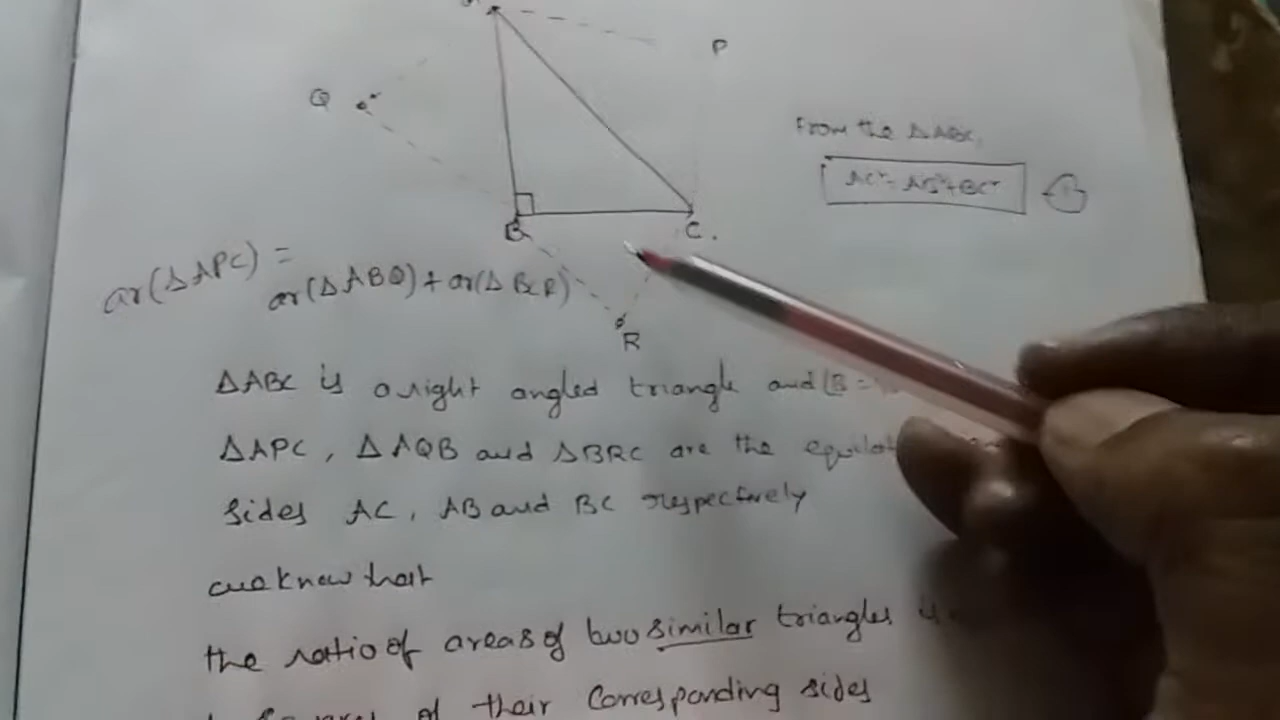 P
Q
From the ΔABC,
AC² = AB² + BC²
B
C.
ar(ΔAPC) =
ar(ΔABQ) + ar(ΔBCR)
R
ΔABC is a right angled triangle and
ΔAPC, ΔAQB and ΔBRC are the
sides AC, AB and BC respectively
we know that
the ratio of areas of two similar triangles is
of their Corresponding sides